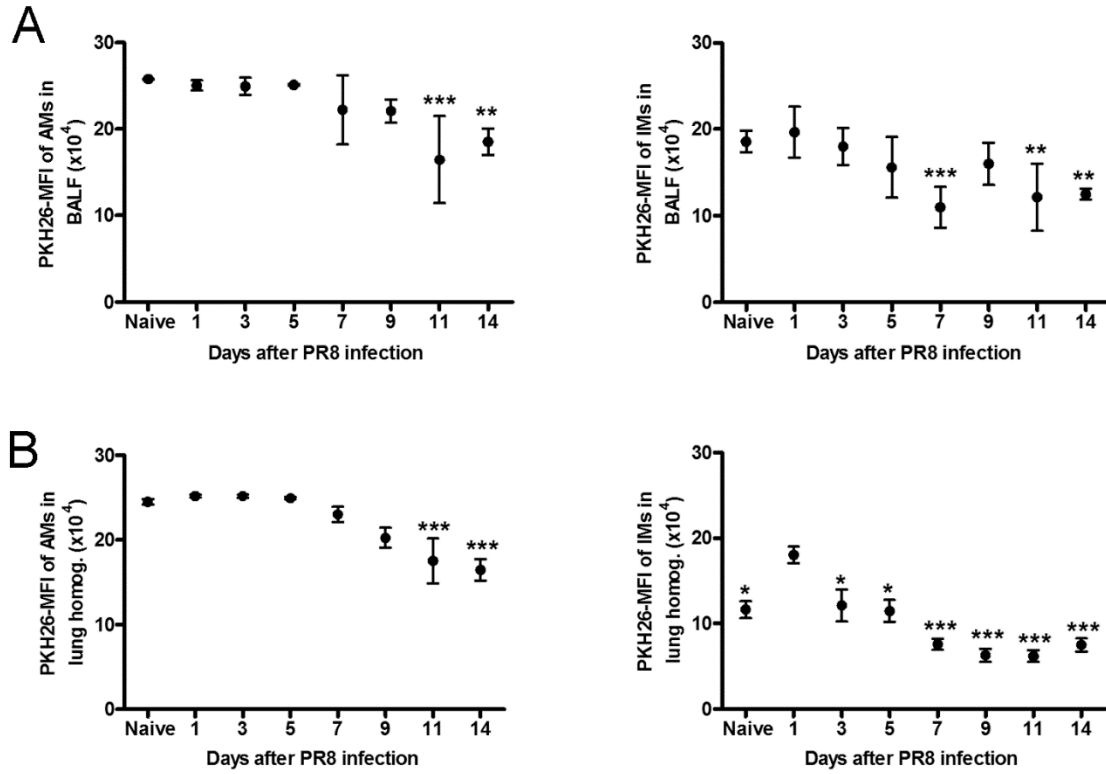 A
PKH26-MFI of AMs in
BALF (x10⁴)
30
20
10
0
***
**
Naive 1 3 5 7 9 11 14
Days after PR8 infection
PKH26-MFI of IMs in
BALF (x10⁴)
30
20
10
0
***
**
**
Naive 1 3 5 7 9 11 14
Days after PR8 infection
B
PKH26-MFI of AMs in
lung homog. (x10⁴)
30
20
10
0
***
***
Naive 1 3 5 7 9 11 14
Days after PR8 infection
PKH26-MFI of IMs in
lung homog. (x10⁴)
30
20
10
0
*
*
*
***
***
***
***
Naive 1 3 5 7 9 11 14
Days after PR8 infection